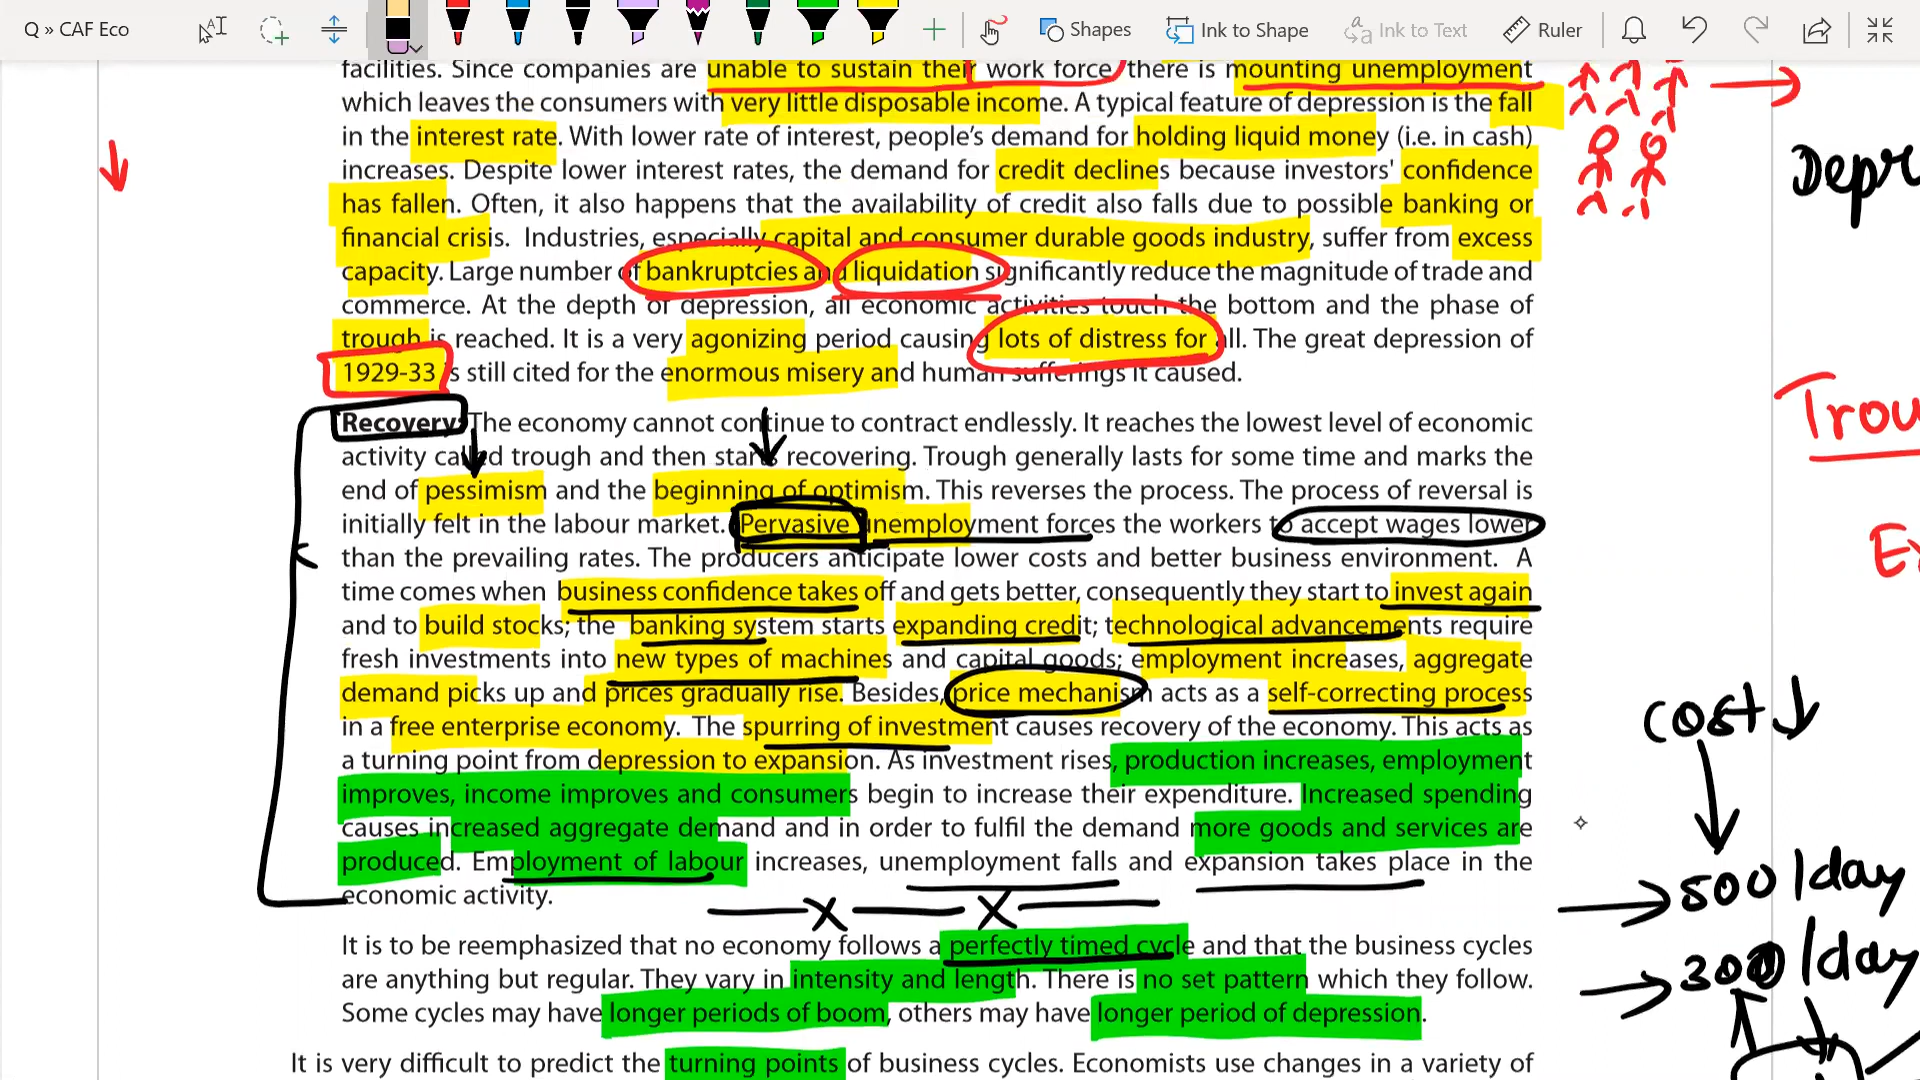 Q » CAF Eco
Shapes
Ink to Shape
Ink to Text
Ruler
facilities. Since companies are unable to sustain their work force there is mounting unemployment
which leaves the consumers with very little disposable income. A typical feature of depression is the fall
in the interest rate. With lower rate of interest, people's demand for holding liquid money (i.e. in cash)
increases. Despite lower interest rates, the demand for credit declines because investors' confidence
has fallen. Often, it also happens that the availability of credit also falls due to possible banking or
financial crisis. Industries, especially capital and consumer durable goods industry, suffer from excess
capacity. Large number of bankruptcies and liquidation significantly reduce the magnitude of trade and
commerce. At the depth of depression, all economic activities touch the bottom and the phase of
trough is reached. It is a very agonizing period causing lots of distress for all. The great depression of
1929-33 is still cited for the enormous misery and human sufferings it caused.
Recovery: The economy cannot continue to contract endlessly. It reaches the lowest level of economic
activity called trough and then starts recovering. Trough generally lasts for some time and marks the
end of pessimism and the beginning of optimism. This reverses the process. The process of reversal is
initially felt in the labour market. Pervasive unemployment forces the workers to accept wages lower
than the prevailing rates. The producers anticipate lower costs and better business environment. A
time comes when business confidence takes off and gets better, consequently they start to invest again
and to build stocks; the banking system starts expanding credit; technological advancements require
fresh investments into new types of machines and capital goods; employment increases, aggregate
demand picks up and prices gradually rise. Besides, price mechanism acts as a self-correcting process
in a free enterprise economy. The spurring of investment causes recovery of the economy. This acts as
a turning point from depression to expansion. As investment rises, production increases, employment
improves, income improves and consumers begin to increase their expenditure. Increased spending
causes increased aggregate demand and in order to fulfil the demand more goods and services are
produced. Employment of labour increases, unemployment falls and expansion takes place in the
economic activity.
It is to be reemphasized that no economy follows a perfectly timed cycle and that the business cycles
are anything but regular. They vary in intensity and length. There is no set pattern which they follow.
Some cycles may have longer periods of boom, others may have longer period of depression.
It is very difficult to predict the turning points of business cycles. Economists use changes in a variety of
Depr
Trou
Ex
cost
500/day
300/day